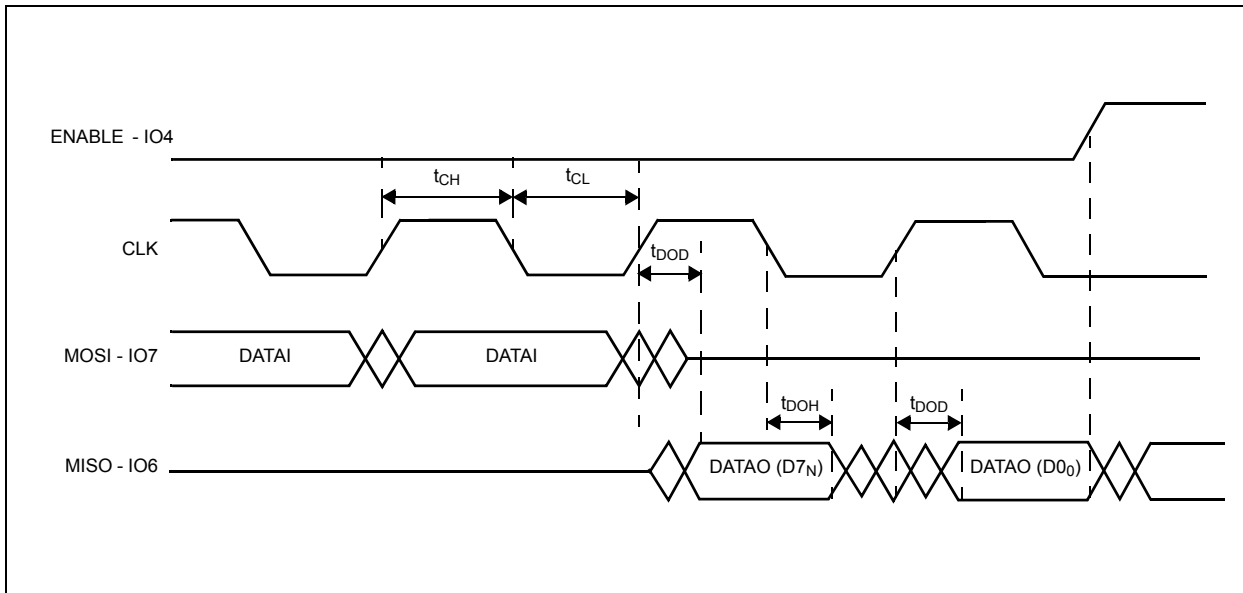 ENABLE - IO4
tCH
tCL
CLK
tDOD
MOSI - IO7
DATAI
DATAI
tDOH
tDOD
MISO - IO6
DATAO (D7N)
DATAO (D00)